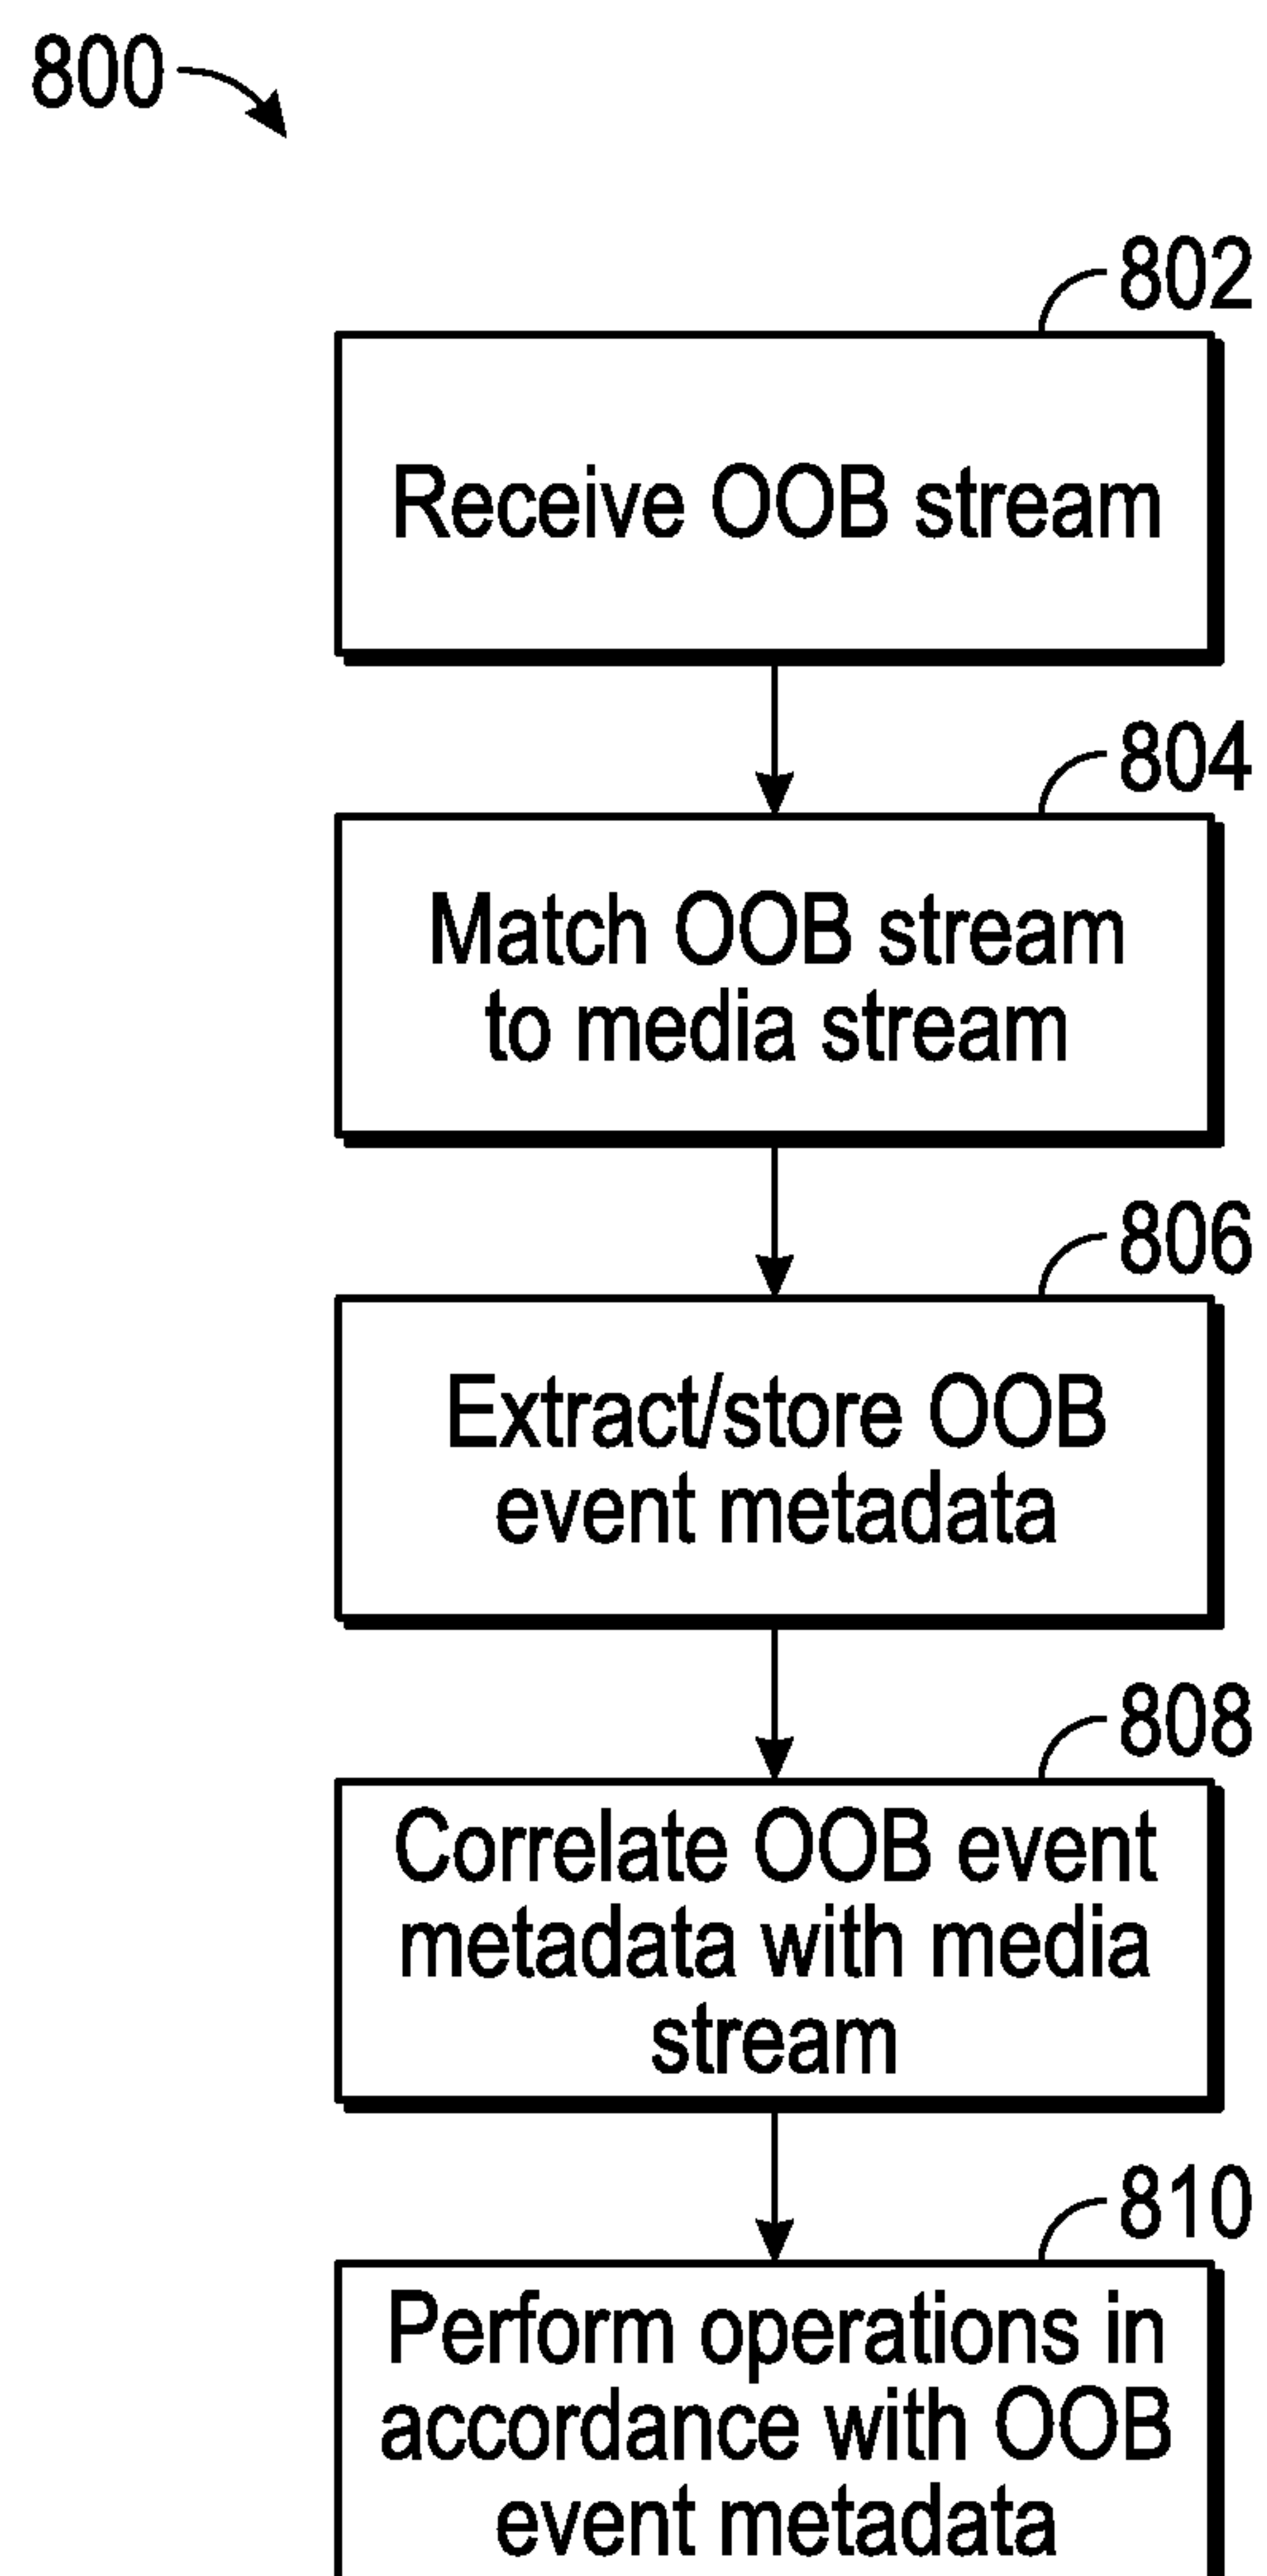 800
802
Receive OOB stream
804
Match OOB stream
to media stream
806
Extract/store OOB
event metadata
808
Correlate OOB event
metadata with media
stream
810
Perform operations in
accordance with OOB
event metadata